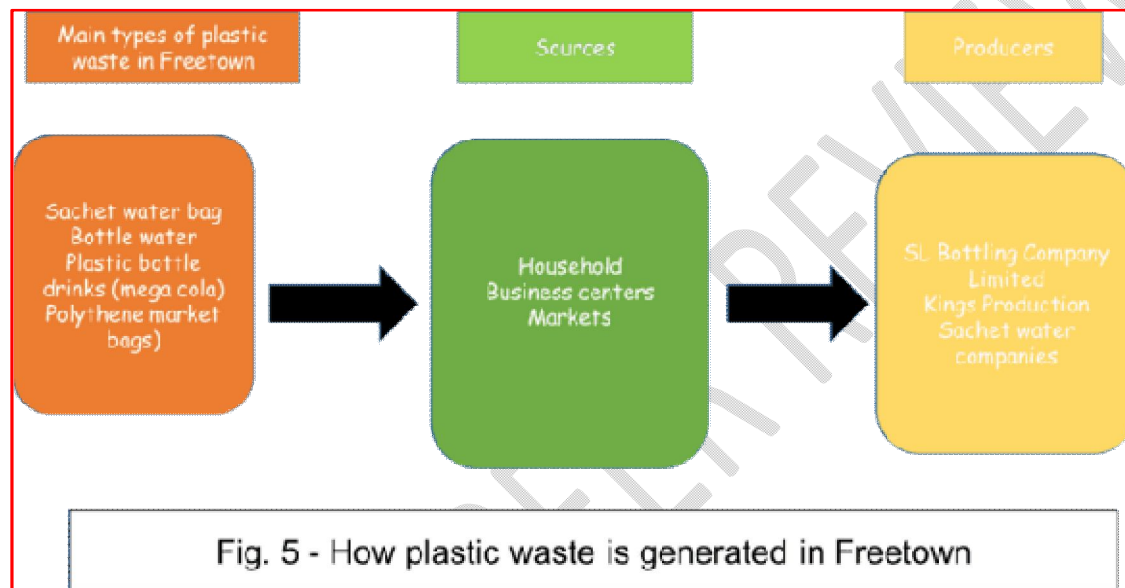 Main types of plastic
waste in Freetown
Sources
Producers
Sachet water bag
Bottle water
Plastic bottle
drinks (mega cola)
Polythene market
bags)
Household
Business centers
Markets
SL Bottling Company
Limited
Kings Production
Sachet water
companies
Fig. 5 - How plastic waste is generated in Freetown